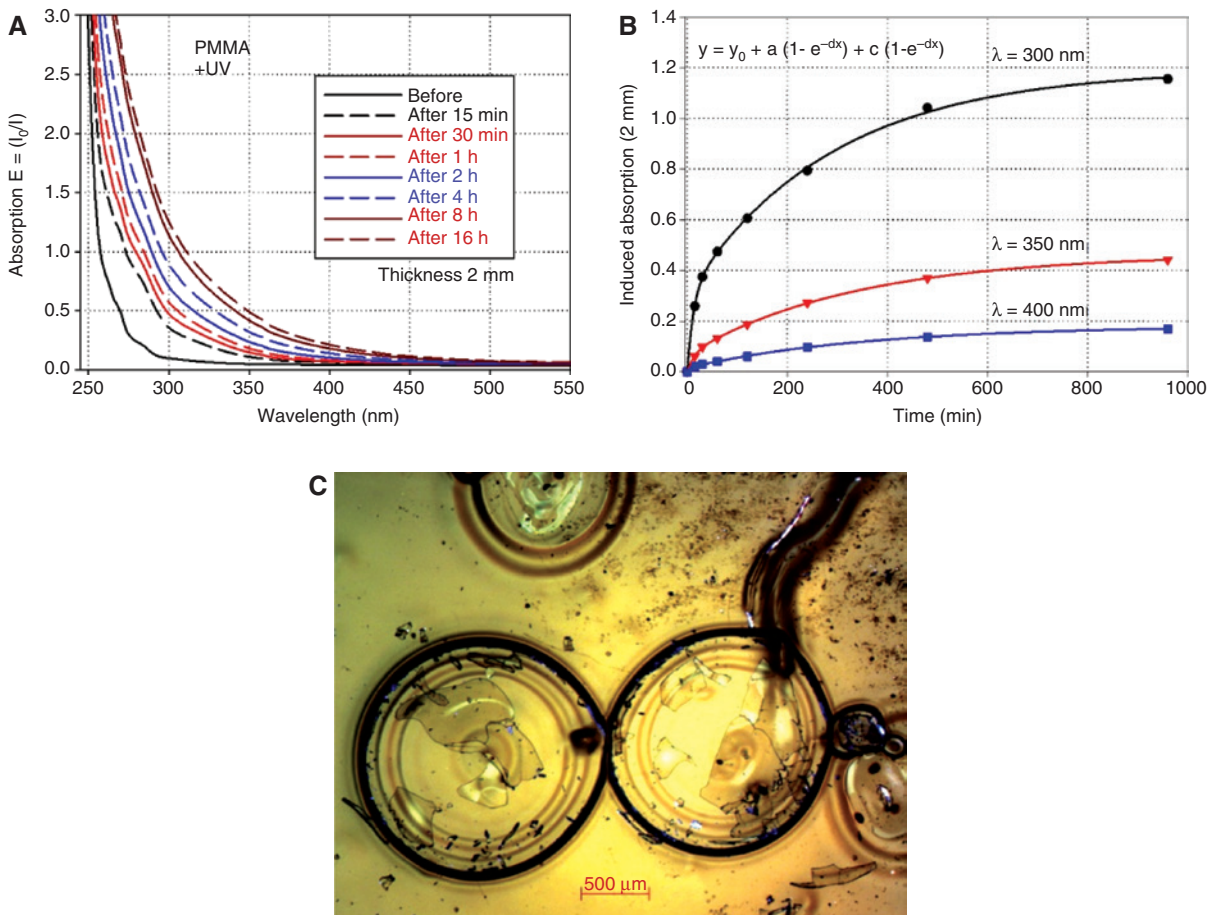 A
Absorption E = (I₀/I)
3.0
2.5
2.0
1.5
1.0
0.5
0.0
PMMA
+UV
Before
After 15 min
After 30 min
After 1 h
After 2 h
After 4 h
After 8 h
After 16 h
Thickness 2 mm
250 300 350 400 450 500 550
Wavelength (nm)
B
Induced absorption (2 mm)
1.4
1.2
1.0
0.8
0.6
0.4
0.2
0.0
y = y₀ + a (1- e⁻ᵈˣ) + c (1-e⁻ᵈˣ)
λ = 300 nm
λ = 350 nm
λ = 400 nm
0 200 400 600 800 1000
Time (min)
C
500 μm